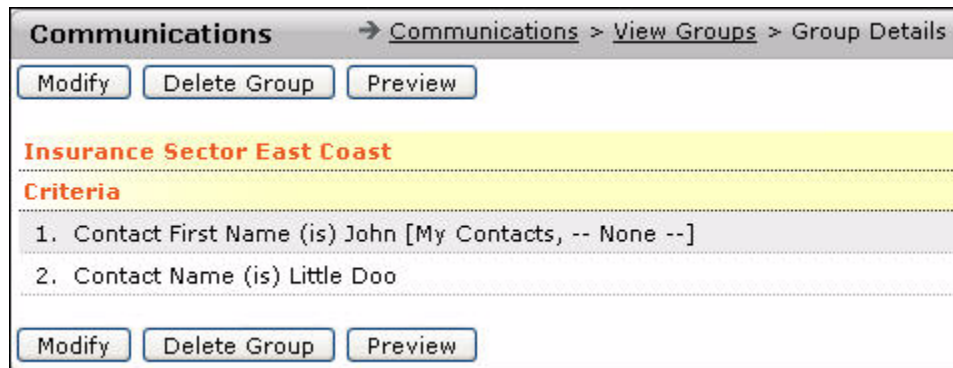 Communications → Communications > View Groups > Group Details
Modify Delete Group Preview
Insurance Sector East Coast
Criteria
1. Contact First Name (is) John [My Contacts, -- None --]
2. Contact Name (is) Little Doo
Modify Delete Group Preview